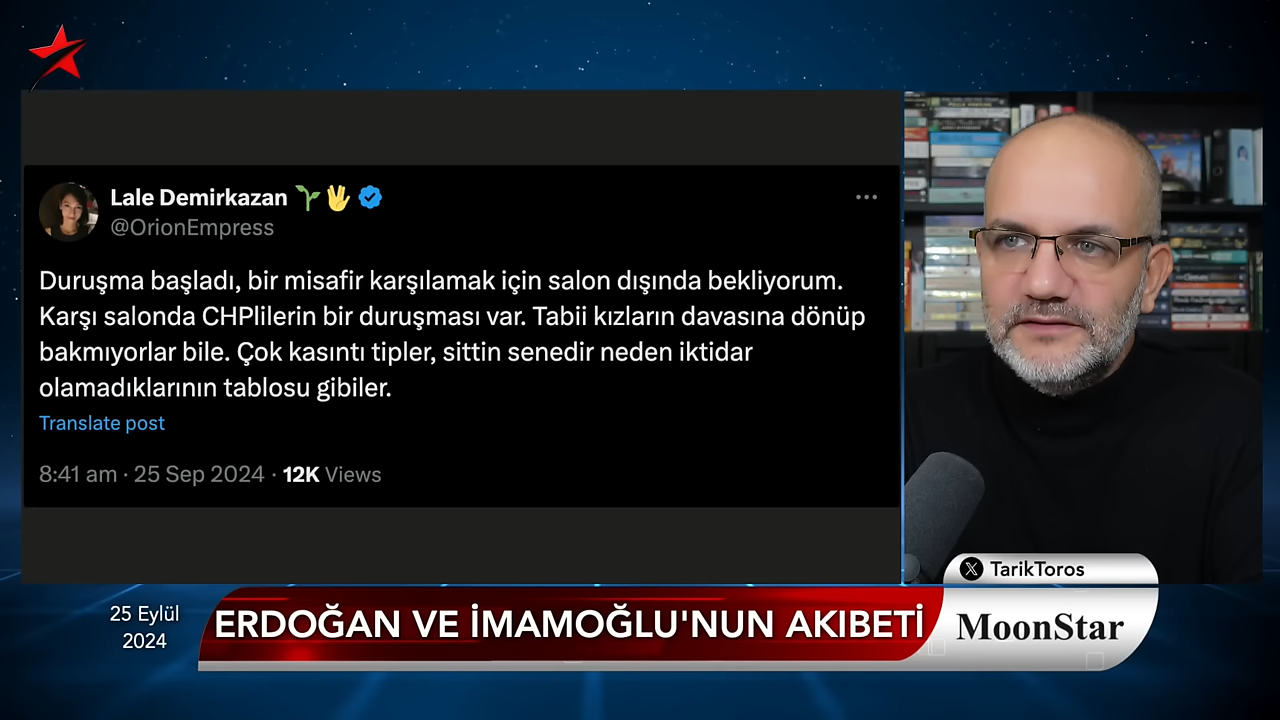 Lale Demirkazan 🌱🖖
@OrionEmpress
Duruşma başladı, bir misafir karşılamak için salon dışında bekliyorum.
Karşı salonda CHPlilerin bir duruşması var. Tabii kızların davasına dönüp
bakmıyorlar bile. Çok kasıntı tipler, sittin senedir neden iktidar
olamadıklarının tablosu gibiler.
Translate post
8:41 am · 25 Sep 2024 · 12K Views
TarikToros
25 Eylül
2024
ERDOĞAN VE İMAMOĞLU'NUN AKIBETİ
MoonStar